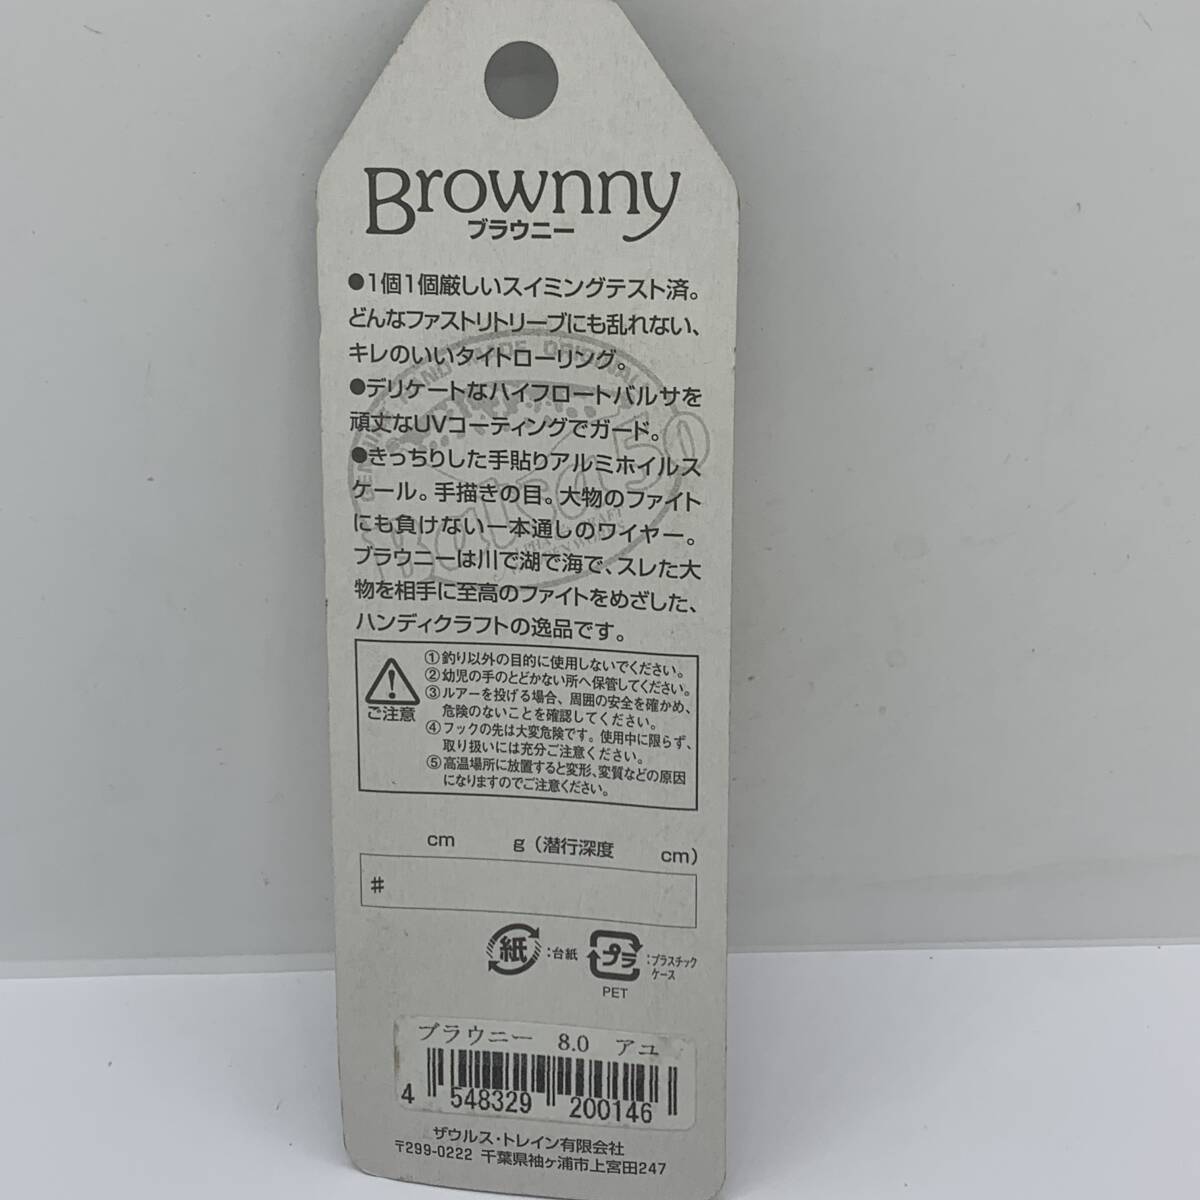 Brownny
ブラウニー
●1個1個厳しいスイミングテスト済。
どんなファストリトリーブにも乱れない、
キレのいいタイトローリング。
●デリケートなハイフロートバルサを
頑丈なUVコーティングでガード。
●きっちりした手貼りアルミホイルス
ケール。手描きの目。大物のファイト
にも負けない一本通しのワイヤー。
ブラウニーは川で湖で海で、スレた大
物を相手に至高のファイトをめざした、
ハンディクラフトの逸品です。
ご注意
①釣り以外の目的に使用しないでください。
②幼児の手のとどかない所へ保管してください。
③ルアーを投げる場合、周囲の安全を確かめ、
危険のないことを確認してください。
④フックの先は大変危険です。使用中に限らず、
取り扱いには充分ご注意ください。
⑤高温場所に放置すると変形、変質などの原因
になりますのでご注意ください。
cm g（潜行深度 cm）
#
紙 :台紙 プラ :プラスチック
ケース
PET
ブラウニー 8.0 アユ
4 548329 200146
ザウルス・トレイン有限会社
〒299-0222 千葉県袖ヶ浦市上宮田247